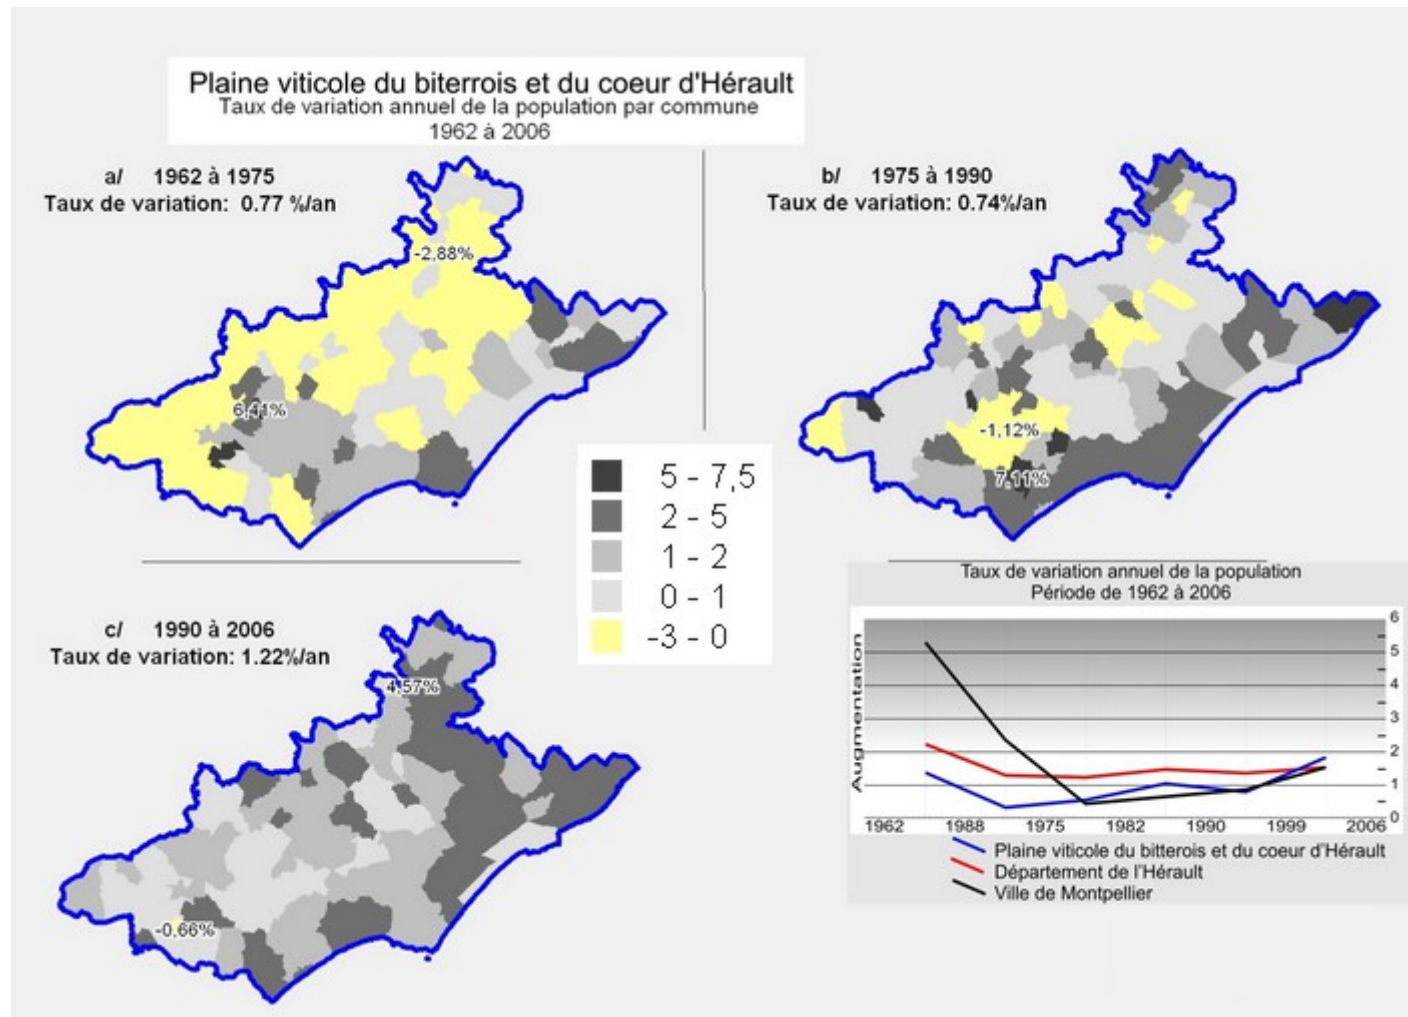 Plaine viticole du biterrois et du coeur d'Hérault
Taux de variation annuel de la population par commune
1962 à 2006
a/ 1962 à 1975
Taux de variation: 0.77 %/an
-2,88%
6,41%
b/ 1975 à 1990
Taux de variation: 0.74%/an
-1,12%
7,11%
5 - 7,5
2 - 5
1 - 2
0 - 1
-3 - 0
c/ 1990 à 2006
Taux de variation: 1.22%/an
4,57%
-0,66%
Taux de variation annuel de la population
Période de 1962 à 2006
Augmentation
6
5
4
3
2
1
0
1962 1988 1975 1982 1990 1999 2006
Plaine viticole du bitterois et du coeur d'Hérault
Département de l'Hérault
Ville de Montpellier